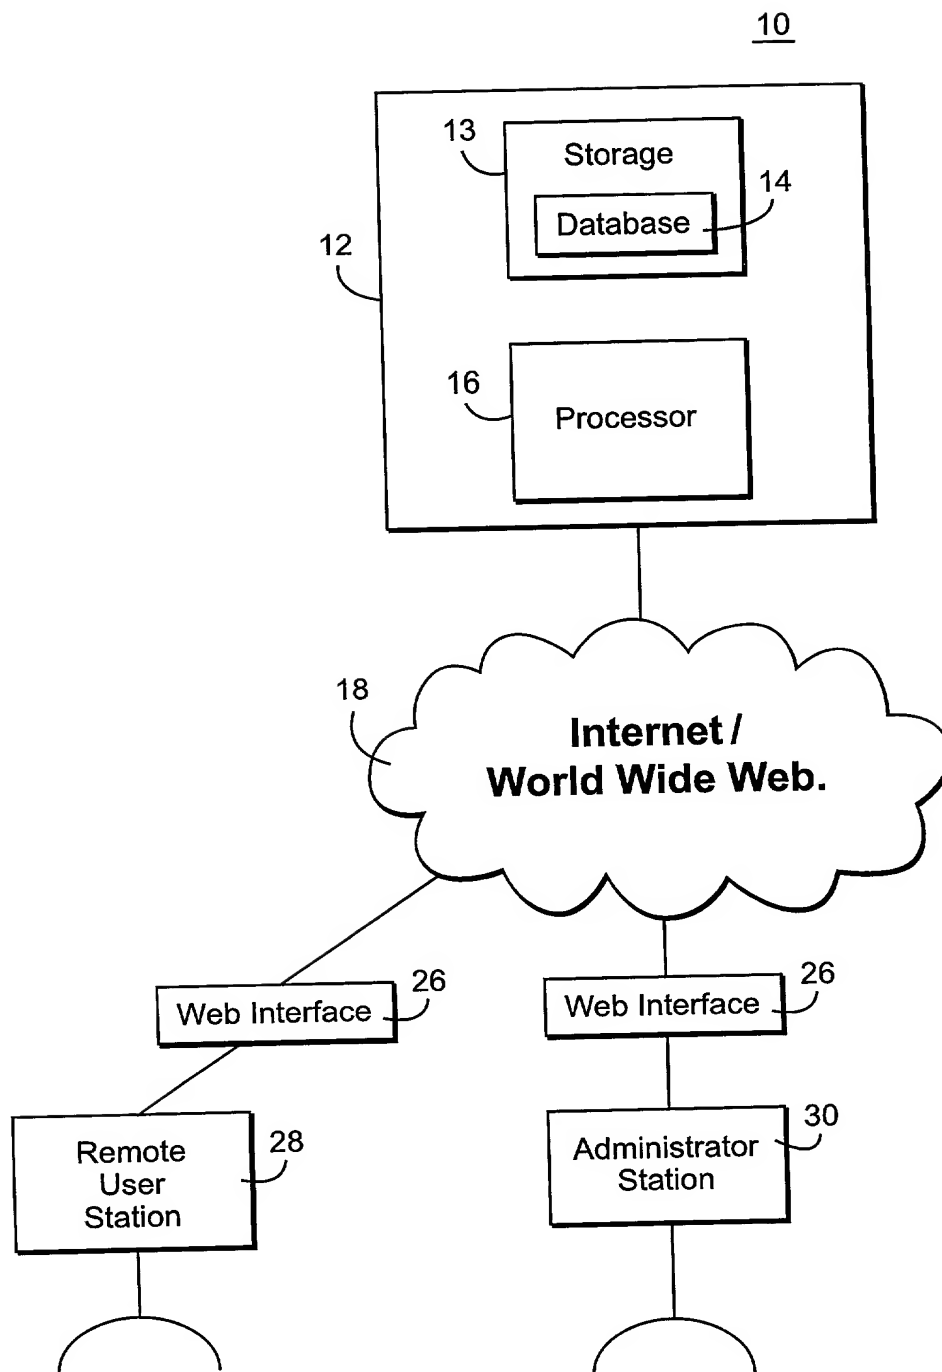 10
13
Storage
14
Database
12
16
Processor
18
Internet /
World Wide Web.
26
Web Interface
26
Web Interface
28
Remote
User
Station
30
Administrator
Station